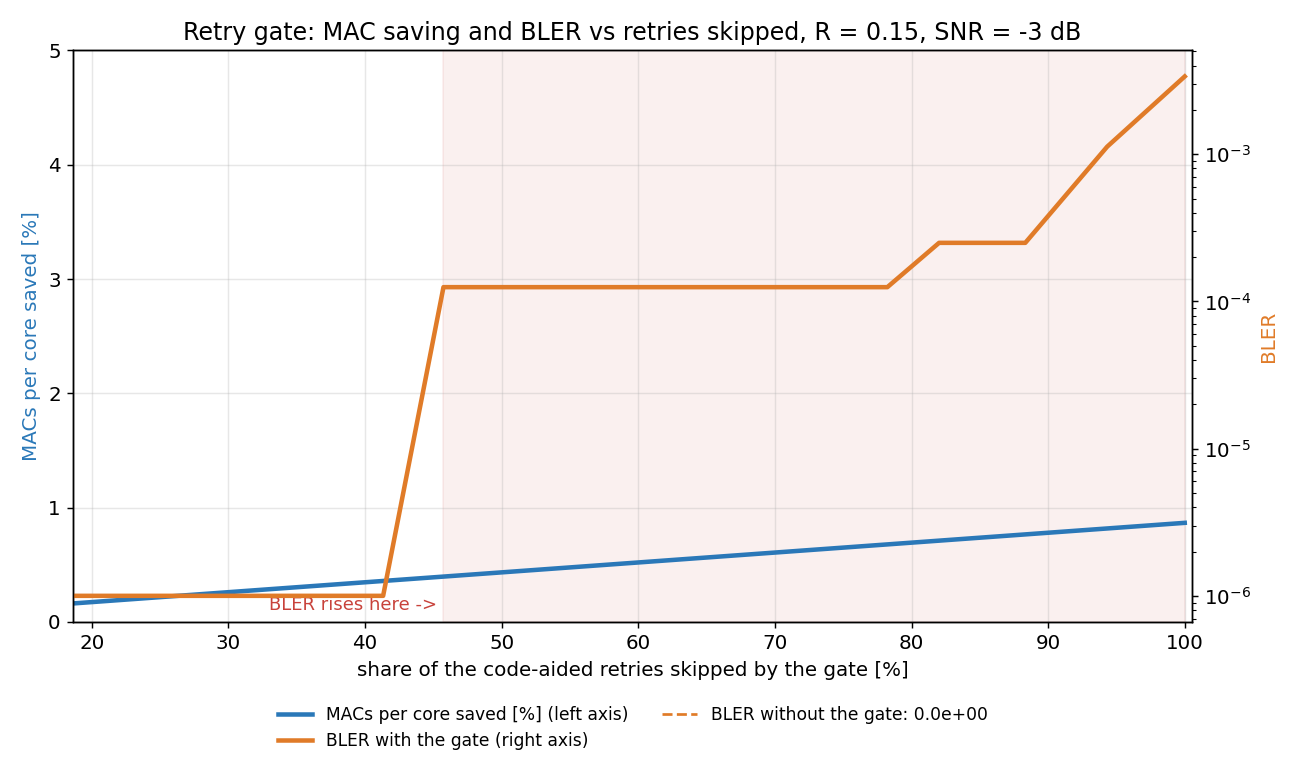 Retry gate: MAC saving and BLER vs retries skipped, R = 0.15, SNR = -3 dB
MACs per core saved [%]
5
4
3
2
1
0
10⁻³
10⁻⁴
10⁻⁵
10⁻⁶
BLER
BLER rises here ->
20 30 40 50 60 70 80 90 100
share of the code-aided retries skipped by the gate [%]
MACs per core saved [%] (left axis)
BLER with the gate (right axis)
BLER without the gate: 0.0e+00